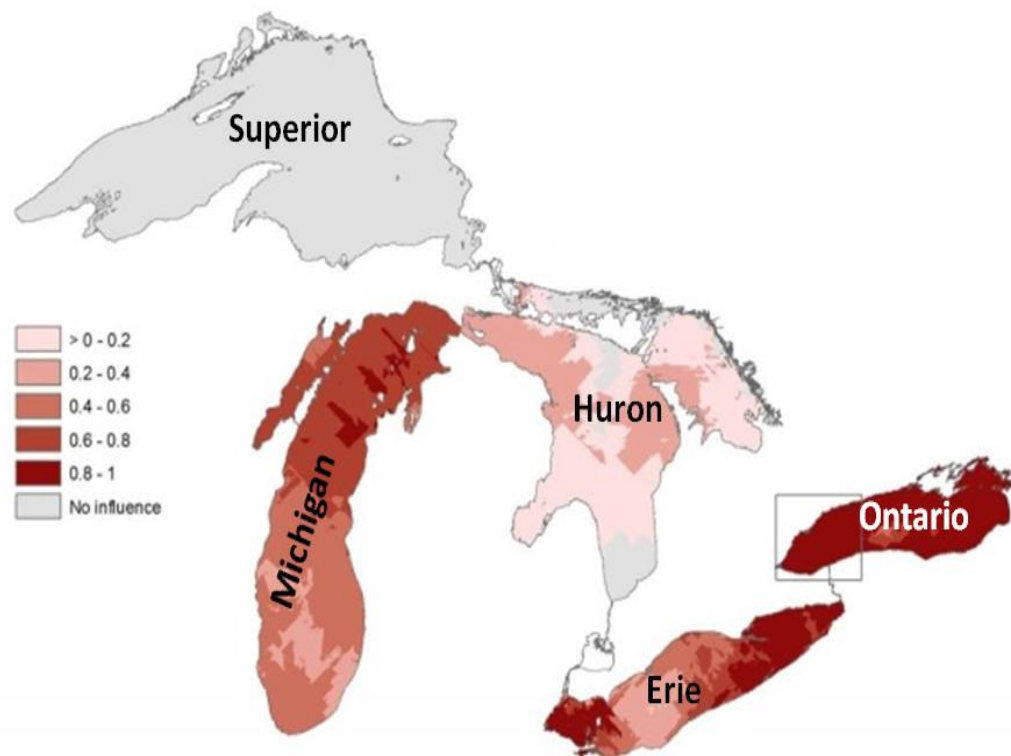 Superior
> 0 - 0.2
0.2 - 0.4
0.4 - 0.6
0.6 - 0.8
0.8 - 1
No influence
Huron
Michigan
Ontario
Erie